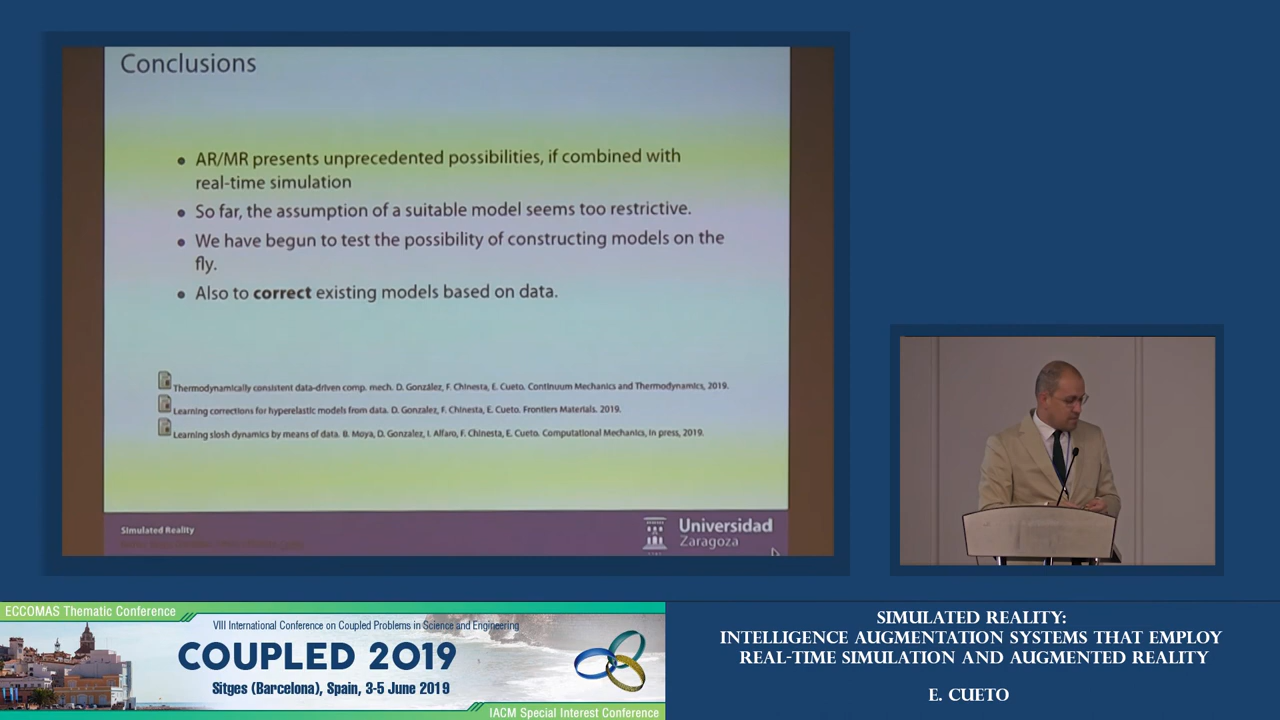 Conclusions
AR/MR presents unprecedented possibilities, if combined with
real-time simulation
So far, the assumption of a suitable model seems too restrictive.
We have begun to test the possibility of constructing models on the
fly.
Also to correct existing models based on data.
Thermodynamically consistent data-driven comp. mech. D. González, F. Chinesta, E. Cueto. Continuum Mechanics and Thermodynamics, 2019.
Learning corrections for hyperelastic models from data. D. Gonzalez, F. Chinesta, E. Cueto. Frontiers Materials. 2019.
Learning slosh dynamics by means of data. B. Moya, D. Gonzalez, I. Alfaro, F. Chinesta, E. Cueto. Computational Mechanics, in press, 2019.
Simulated Reality
Universidad
Zaragoza
ECCOMAS Thematic Conference
VIII International Conference on Coupled Problems in Science and Engineering
COUPLED 2019
Sitges (Barcelona), Spain, 3-5 June 2019
IACM Special Interest Conference
SIMULATED REALITY:
INTELLIGENCE AUGMENTATION SYSTEMS THAT EMPLOY
REAL-TIME SIMULATION AND AUGMENTED REALITY
E. CUETO